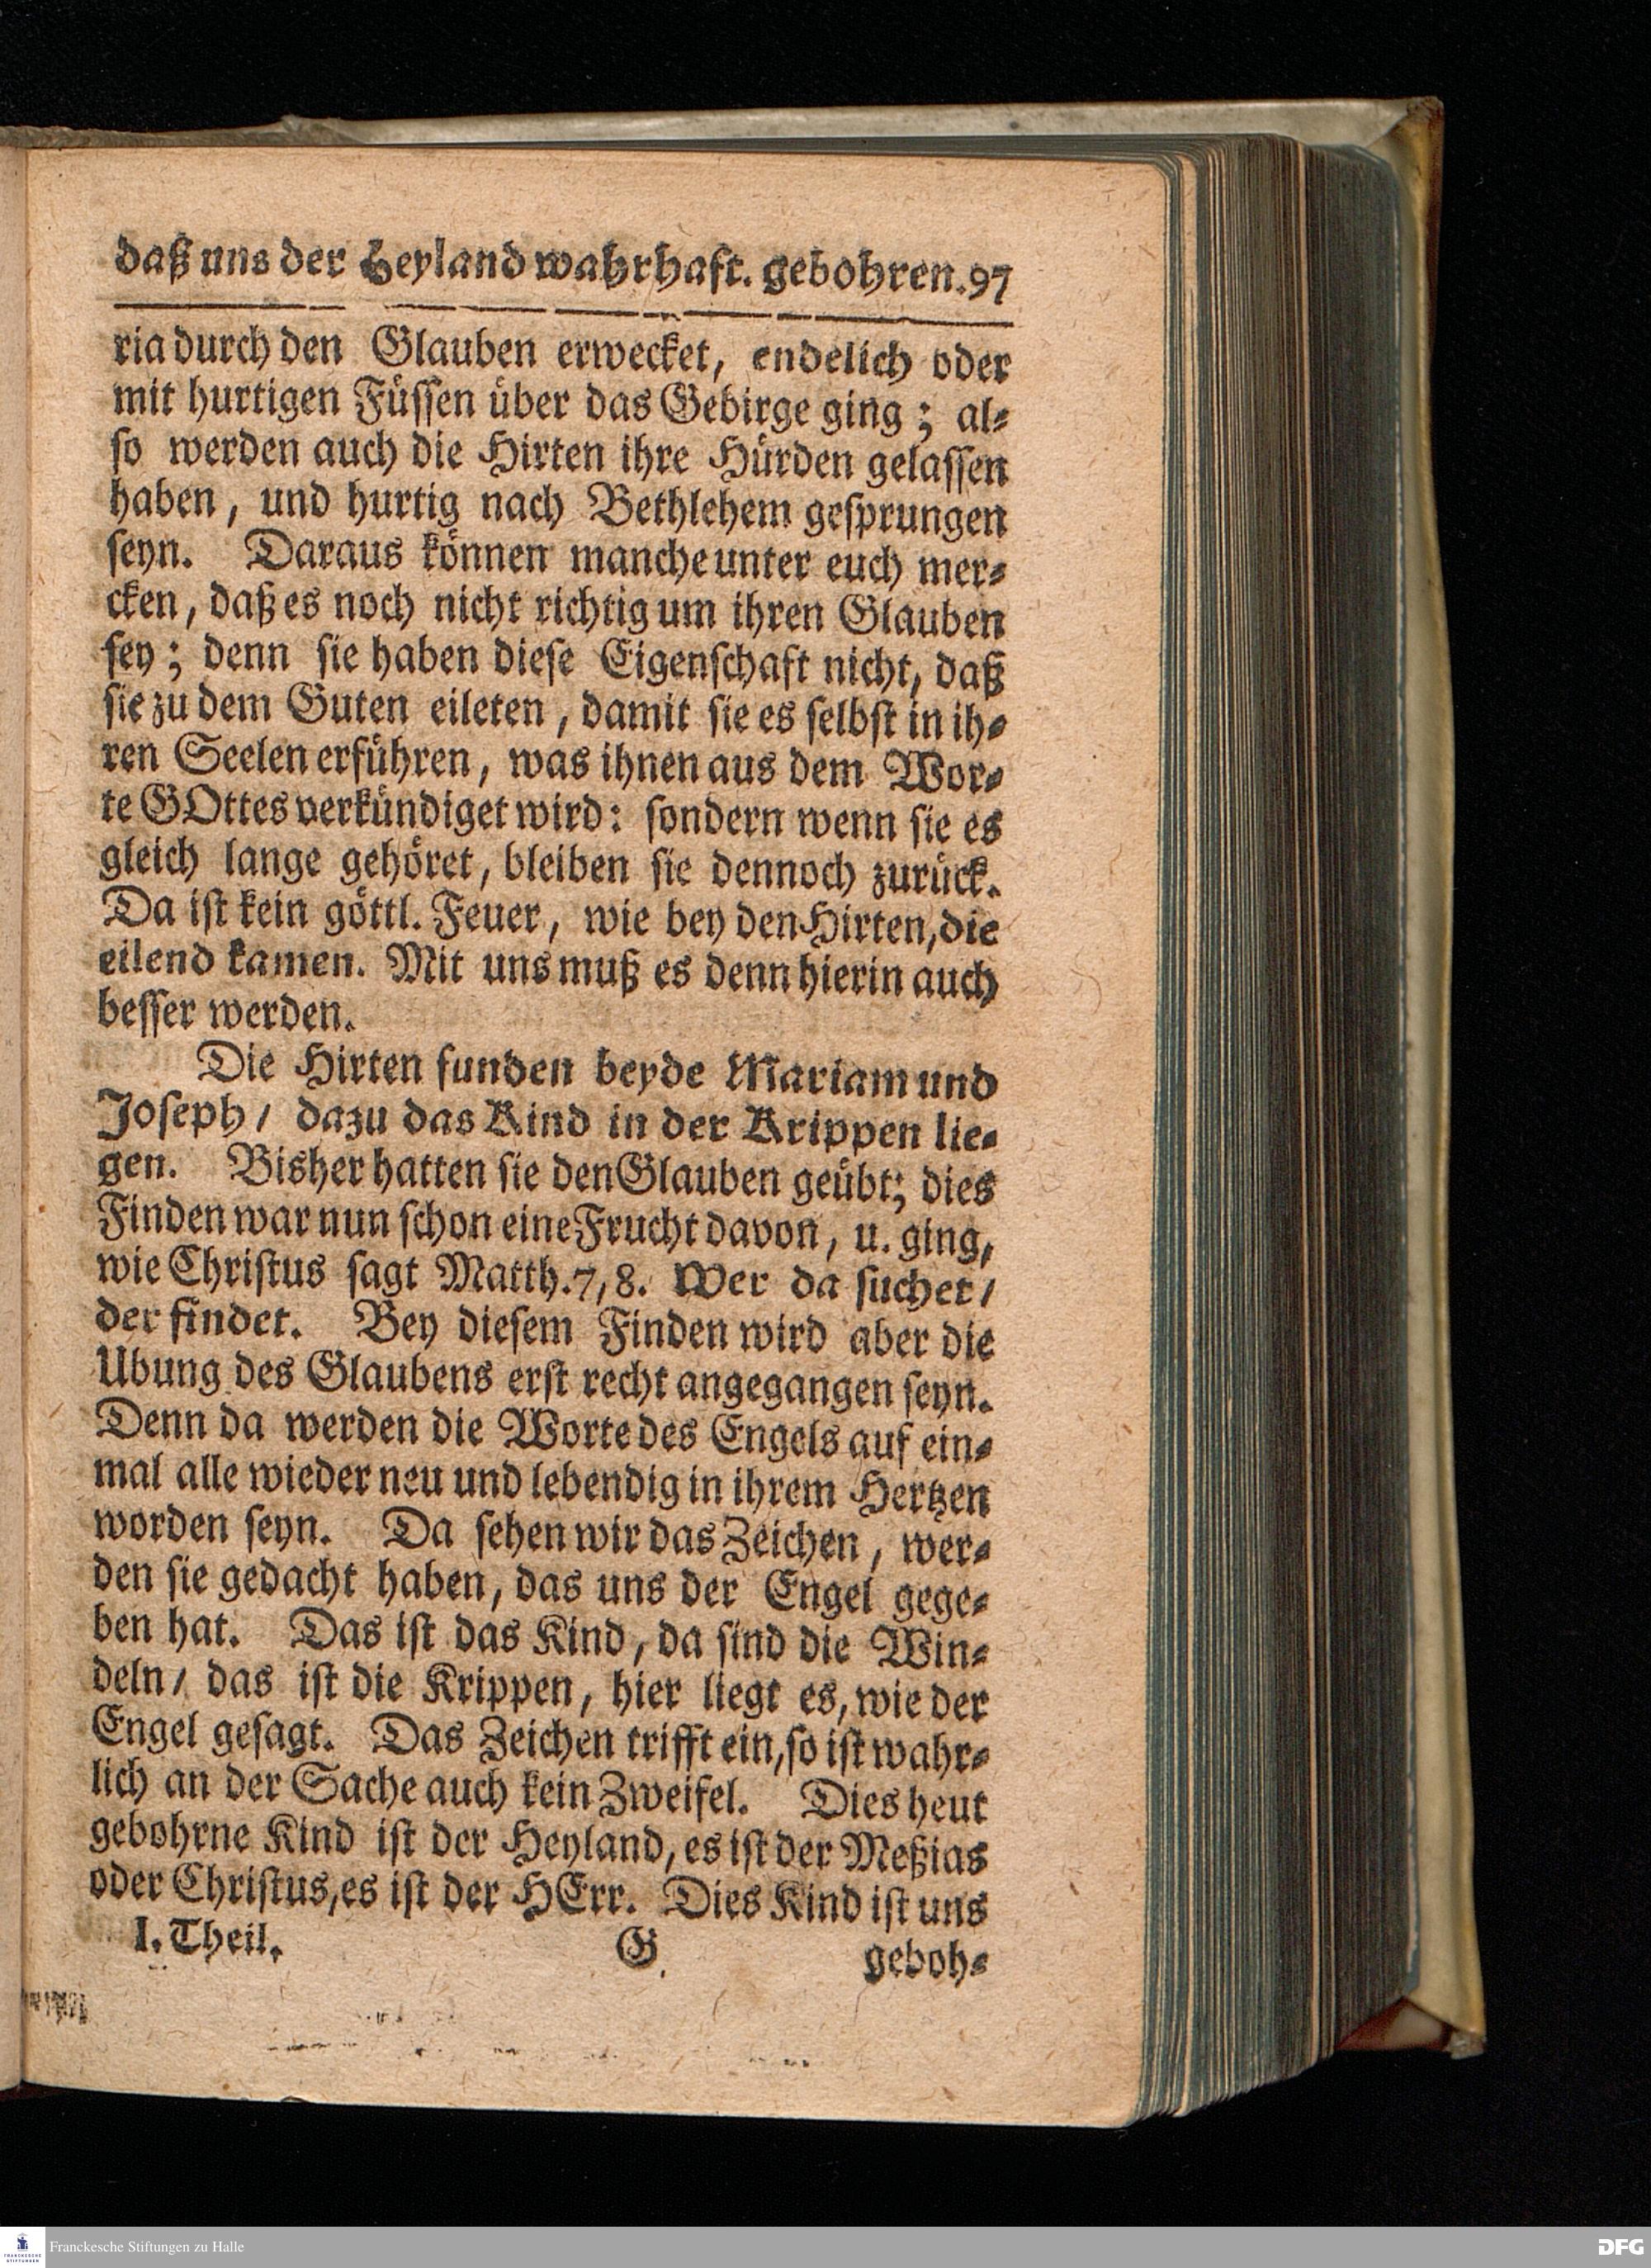 daß uns der Heyland wahrhaft. gebohren. 97
ria durch den Glauben erwecket, endelich oder
mit hurtigen Füssen über das Gebirge ging; al-
so werden auch die Hirten ihre Hürden gelassen
haben, und hurtig nach Bethlehem gesprungen
seyn. Daraus können manche unter euch mer-
cken, daß es noch nicht richtig um ihren Glauben
sey; denn sie haben diese Eigenschaft nicht, daß
sie zu dem Guten eileten, damit sie es selbst in ih-
ren Seelen erführen, was ihnen aus dem Wor-
te GOttes verkündiget wird: sondern wenn sie es
gleich lange gehöret, bleiben sie dennoch zurück.
Da ist kein göttl. Feuer, wie bey den Hirten, die
eilend kamen. Mit uns muß es denn hierin auch
besser werden.
Die Hirten funden beyde Mariam und
Joseph/ dazu das Kind in der Krippen lie-
gen. Bisher hatten sie den Glauben geübt; dies
Finden war nun schon eine Frucht davon, u. ging,
wie Christus sagt Matth. 7, 8. Wer da suchet/
der findet. Bey diesem Finden wird aber die
Ubung des Glaubens erst recht angegangen seyn.
Denn da werden die Worte des Engels auf ein-
mal alle wieder neu und lebendig in ihrem Hertzen
worden seyn. Da sehen wir das Zeichen, wer-
den sie gedacht haben, das uns der Engel gege-
ben hat. Das ist das Kind, da sind die Win-
deln/ das ist die Krippen, hier liegt es, wie der
Engel gesagt. Das Zeichen trifft ein, so ist wahr-
lich an der Sache auch kein Zweifel. Dies heut
gebohrne Kind ist der Heyland, es ist der Meßias
oder Christus, es ist der HErr. Dies Kind ist uns
I. Theil. G geboh-
FRANCKESCHE STIFTUNGEN
Franckesche Stiftungen zu Halle
DFG